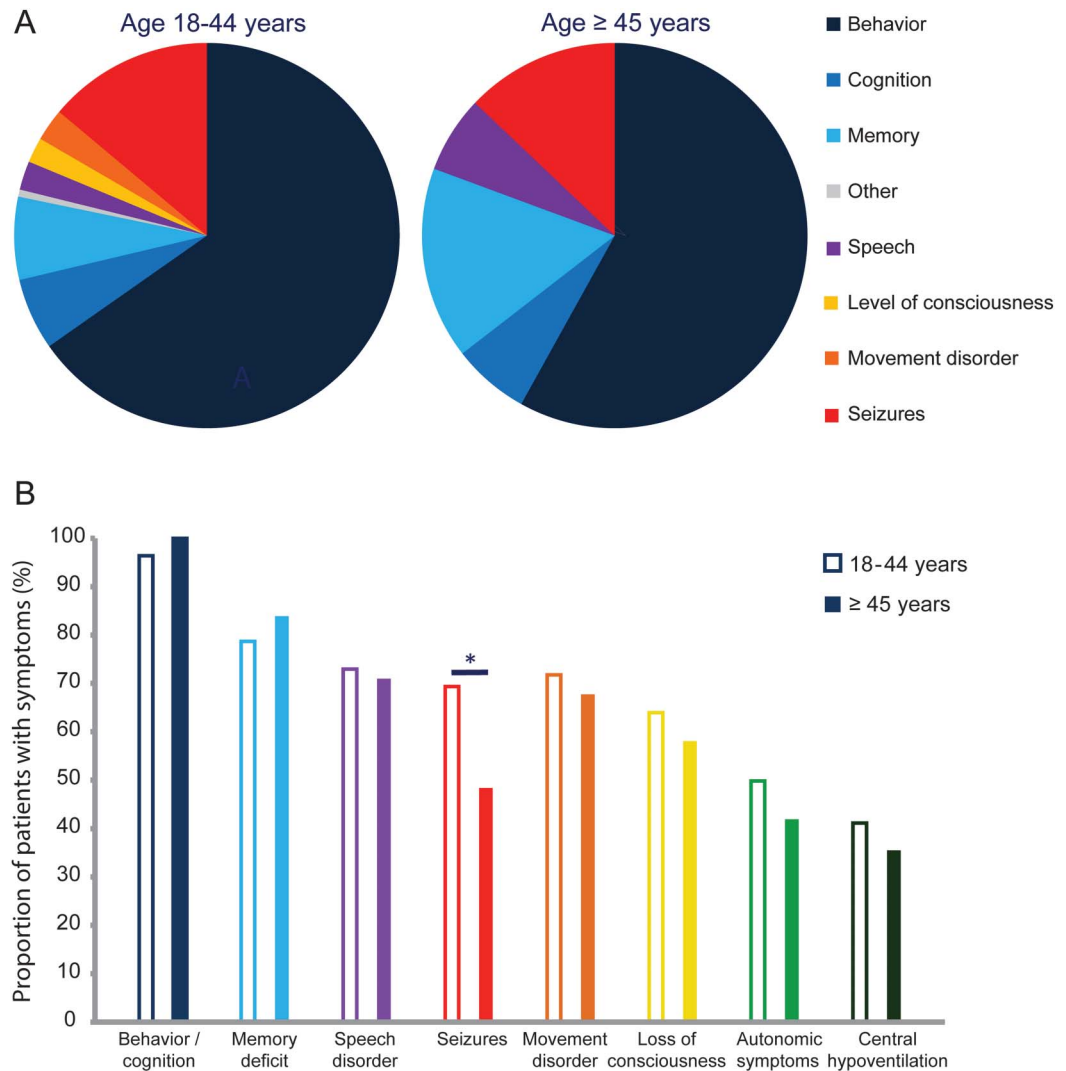 A
Age 18-44 years
Age ≥ 45 years
Behavior
Cognition
Memory
Other
Speech
Level of consciousness
Movement disorder
Seizures
A
B
Proportion of patients with symptoms (%)
100
90
80
70
60
50
40
30
20
10
0
*
18-44 years
≥ 45 years
Behavior /
cognition
Memory
deficit
Speech
disorder
Seizures
Movement
disorder
Loss of
consciousness
Autonomic
symptoms
Central
hypoventilation